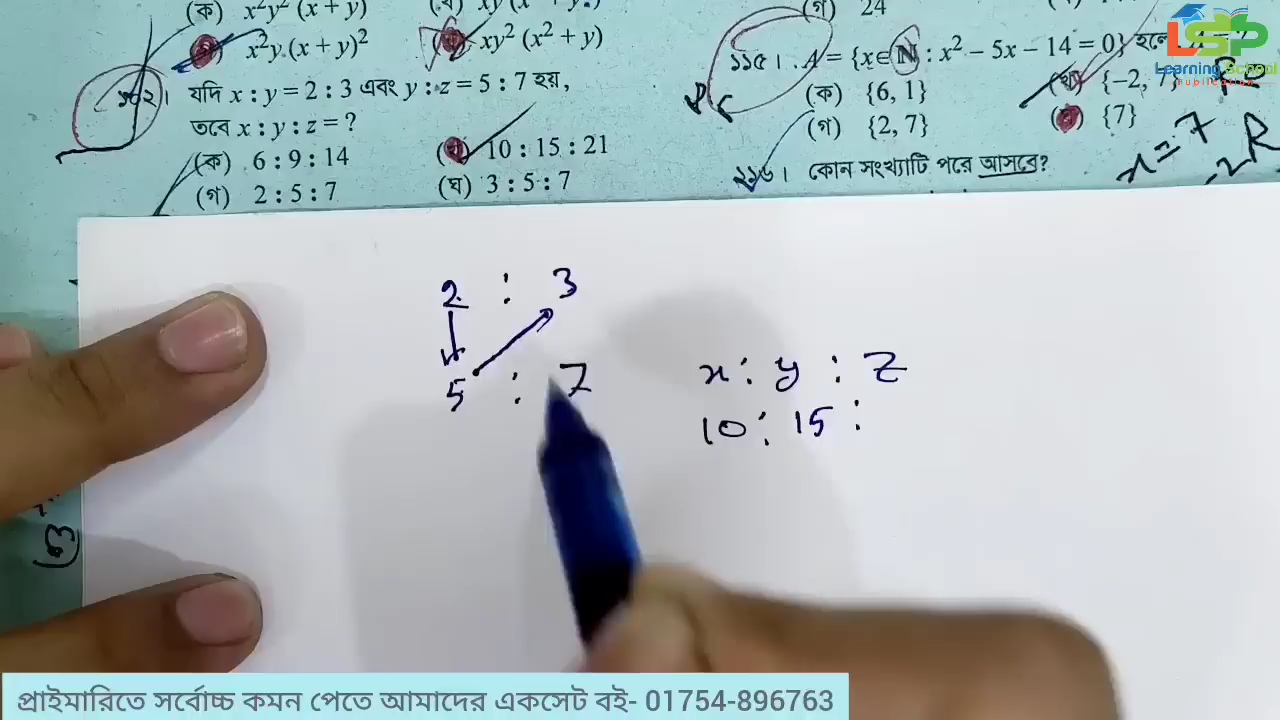 (ক) x²y² (x + y)
(গ) 24
x²y (x + y)² xy² (x² + y)
১১৫। A = {x∈ℕ : x² − 5x − 14 = 0} হলে
যদি x : y = 2 : 3 এবং y : z = 5 : 7 হয়,
তবে x : y : z = ?
(ক) {6, 1} (খ) {−2, 7}
(গ) {2, 7} {7}
(ক) 6 : 9 : 14 (খ) 10 : 15 : 21
(গ) 2 : 5 : 7 (ঘ) 3 : 5 : 7
১১৬। কোন সংখ্যাটি পরে আসবে?
x = 7
LSP
Learning School
Publication
2 : 3
5 : 7
x : y : z
10 : 15 :
প্রাইমারিতে সর্বোচ্চ কমন পেতে আমাদের একসেট বই- 01754-896763